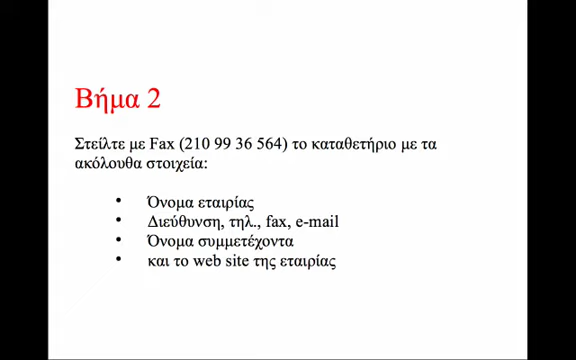 Βήμα 2
Στείλτε με Fax (210 99 36 564) το καταθετήριο με τα
ακόλουθα στοιχεία:
• Όνομα εταιρίας
• Διεύθυνση, τηλ., fax, e-mail
• Όνομα συμμετέχοντα
• και το web site της εταιρίας